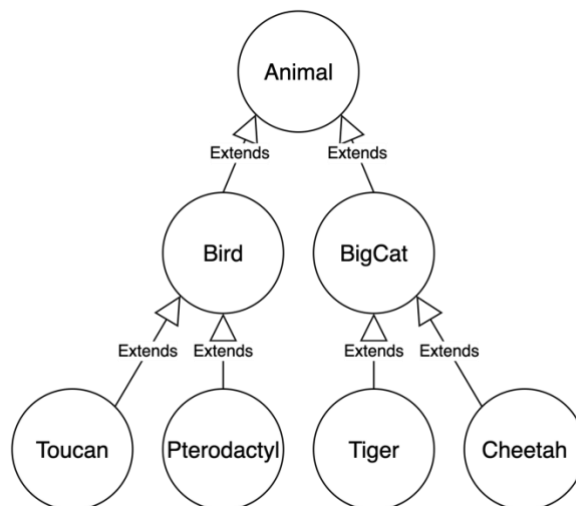 Animal
Extends
Extends
Bird
BigCat
Extends
Extends
Extends
Extends
Toucan
Pterodactyl
Tiger
Cheetah